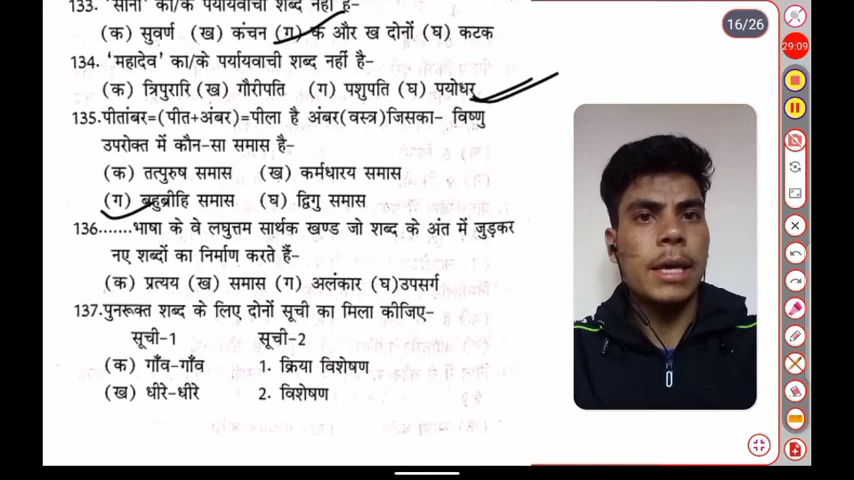 133. 'सोना' का/के पर्यायवाची शब्द नहीं है-
(क) सुवर्ण (ख) कंचन (ग) क और ख दोनों (घ) कटक
134. 'महादेव' का/के पर्यायवाची शब्द नहीं है-
(क) त्रिपुरारि (ख) गौरीपति (ग) पशुपति (घ) पयोधर
135.पीतांबर=(पीत+अंबर)=पीला है अंबर(वस्त्र)जिसका- विष्णु
उपरोक्त में कौन-सा समास है-
(क) तत्पुरुष समास (ख) कर्मधारय समास
(ग) बहुब्रीहि समास (घ) द्विगु समास
136.......भाषा के वे लघुत्तम सार्थक खण्ड जो शब्द के अंत में जुड़कर
नए शब्दों का निर्माण करते हैं-
(क) प्रत्यय (ख) समास (ग) अलंकार (घ)उपसर्ग
137.पुनरूक्त शब्द के लिए दोनों सूची का मिला कीजिए-
सूची-1 सूची-2
(क) गाँव-गाँव 1. क्रिया विशेषण
(ख) धीरे-धीरे 2. विशेषण
16/26
29:09